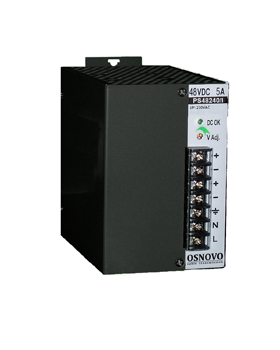 48VDC 5A
PS48240/I
DC OK
V Adj.
+
-
+
-
N
L
OSNOVO